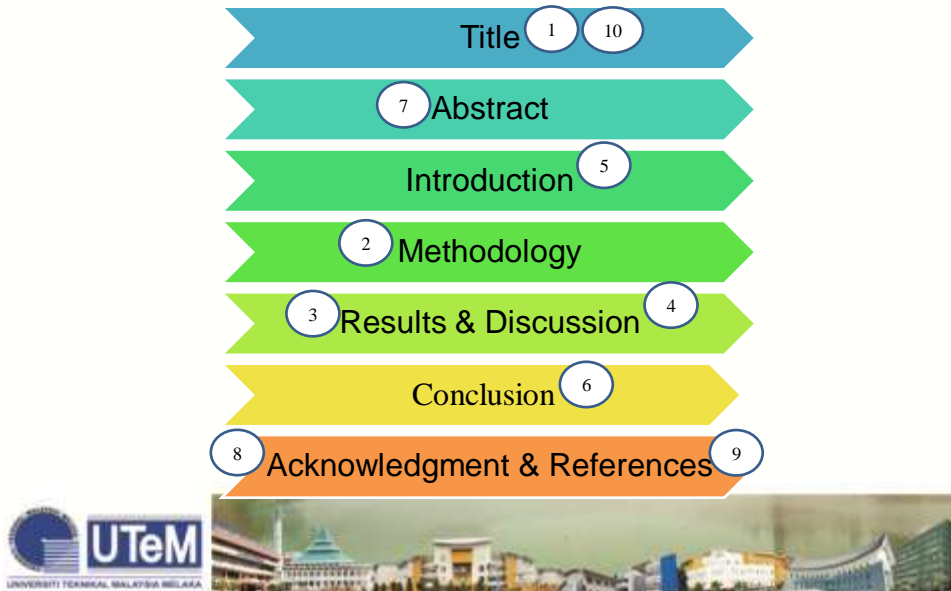 Title 1 10
7 Abstract
Introduction 5
2 Methodology
3 Results & Discussion 4
Conclusion 6
8 Acknowledgment & References 9
UTeM
UNIVERSITI TEKNIKAL MALAYSIA MELAKA